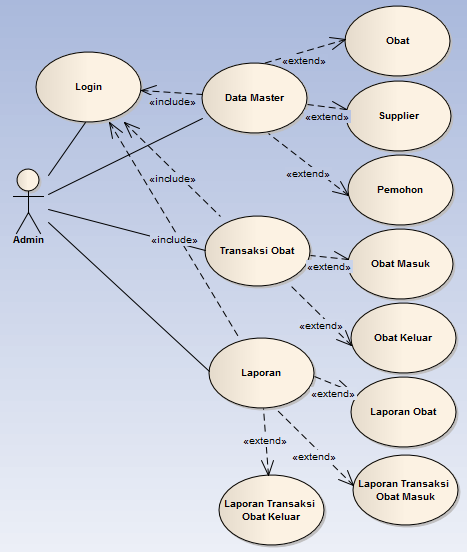 Obat
«extend»
Login
«include»
Data Master
«extend»
Supplier
«extend»
«include»
Pemohon
Admin
«include»
Transaksi Obat
«extend»
Obat Masuk
«extend»
Obat Keluar
Laporan
«extend»
Laporan Obat
«extend»
«extend»
Laporan Transaksi
Obat Masuk
Laporan Transaksi
Obat Keluar